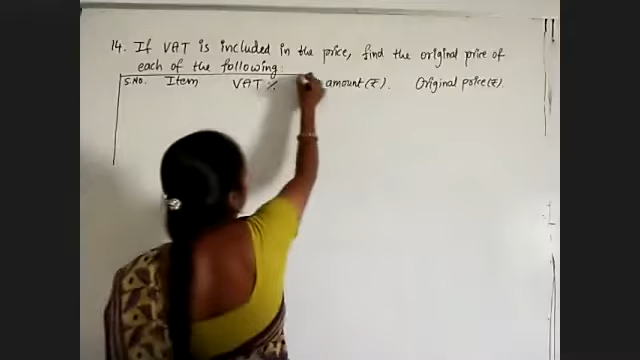 14. If VAT is included in the price, find the original price of
each of the following:
S.NO. Item VAT % amount (₹). Original price (₹).